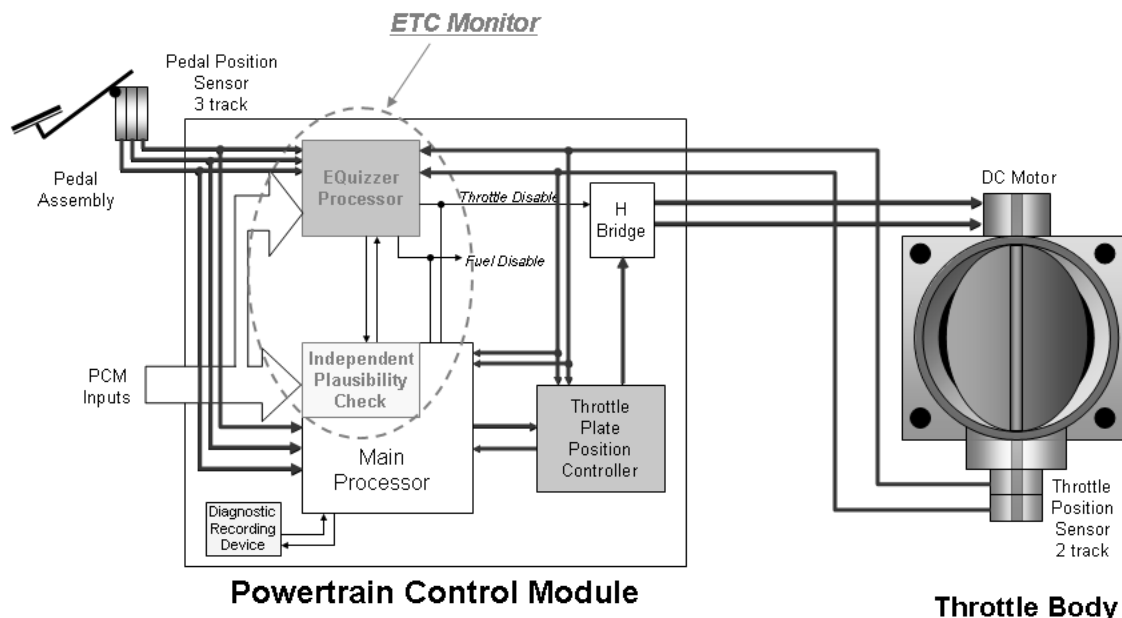 ETC Monitor
Pedal Position
Sensor
3 track
Pedal
Assembly
EQuizzer
Processor
Throttle Disable
H
Bridge
DC Motor
Fuel Disable
PCM
Inputs
Independent
Plausibility
Check
Main
Processor
Throttle
Plate
Position
Controller
Diagnostic
Recording
Device
Throttle
Position
Sensor
2 track
Powertrain Control Module
Throttle Body